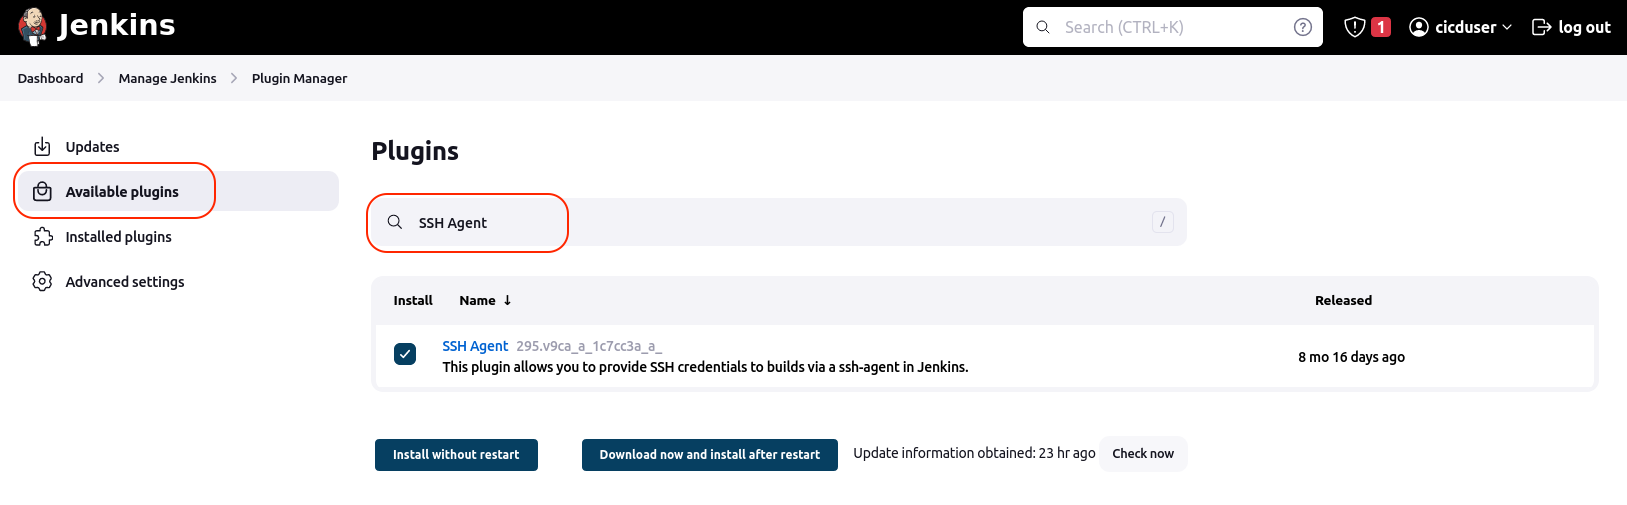 Jenkins
Search (CTRL+K)
1
cicduser
log out
Dashboard
Manage Jenkins
Plugin Manager
Updates
Available plugins
Installed plugins
Advanced settings
Plugins
SSH Agent
/
Install Name ↓ Released
SSH Agent 295.v9ca_a_1c7cc3a_a_
This plugin allows you to provide SSH credentials to builds via a ssh-agent in Jenkins.
8 mo 16 days ago
Install without restart
Download now and install after restart
Update information obtained: 23 hr ago
Check now